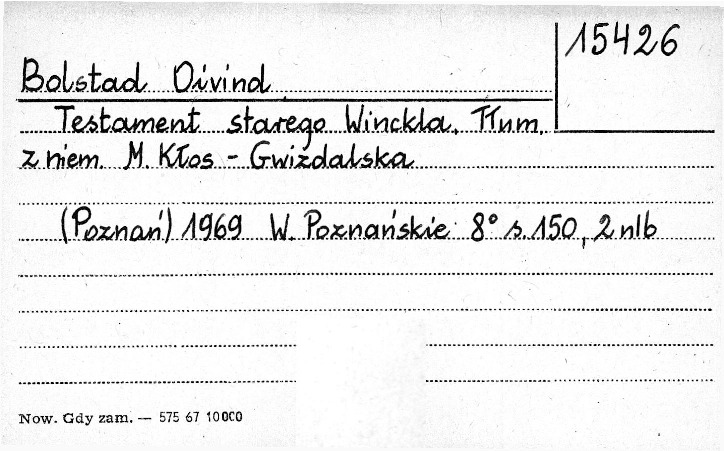 15426
Bolstad Oivind
Testament starego Winckla. Tłum.
z niem. M. Kłos - Gwizdalska
(Poznań) 1969 W. Poznańskie 8° s. 150, 2 nlb
Now. Gdy zam. — 575 67 10000